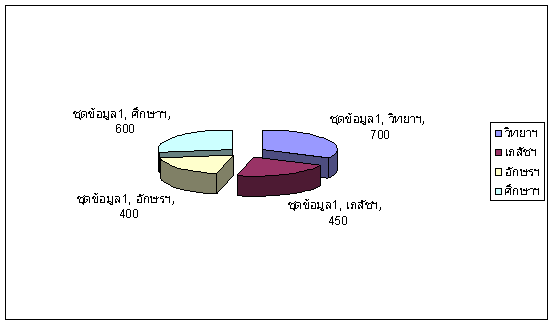 ชุดข้อมูล1, ศึกษาฯ,
600
ชุดข้อมูล1, วิทยาฯ,
700
ชุดข้อมูล1, อักษรฯ,
400
ชุดข้อมูล1, เภสัชฯ,
450
วิทยาฯ
เภสัชฯ
อักษรฯ
ศึกษาฯ